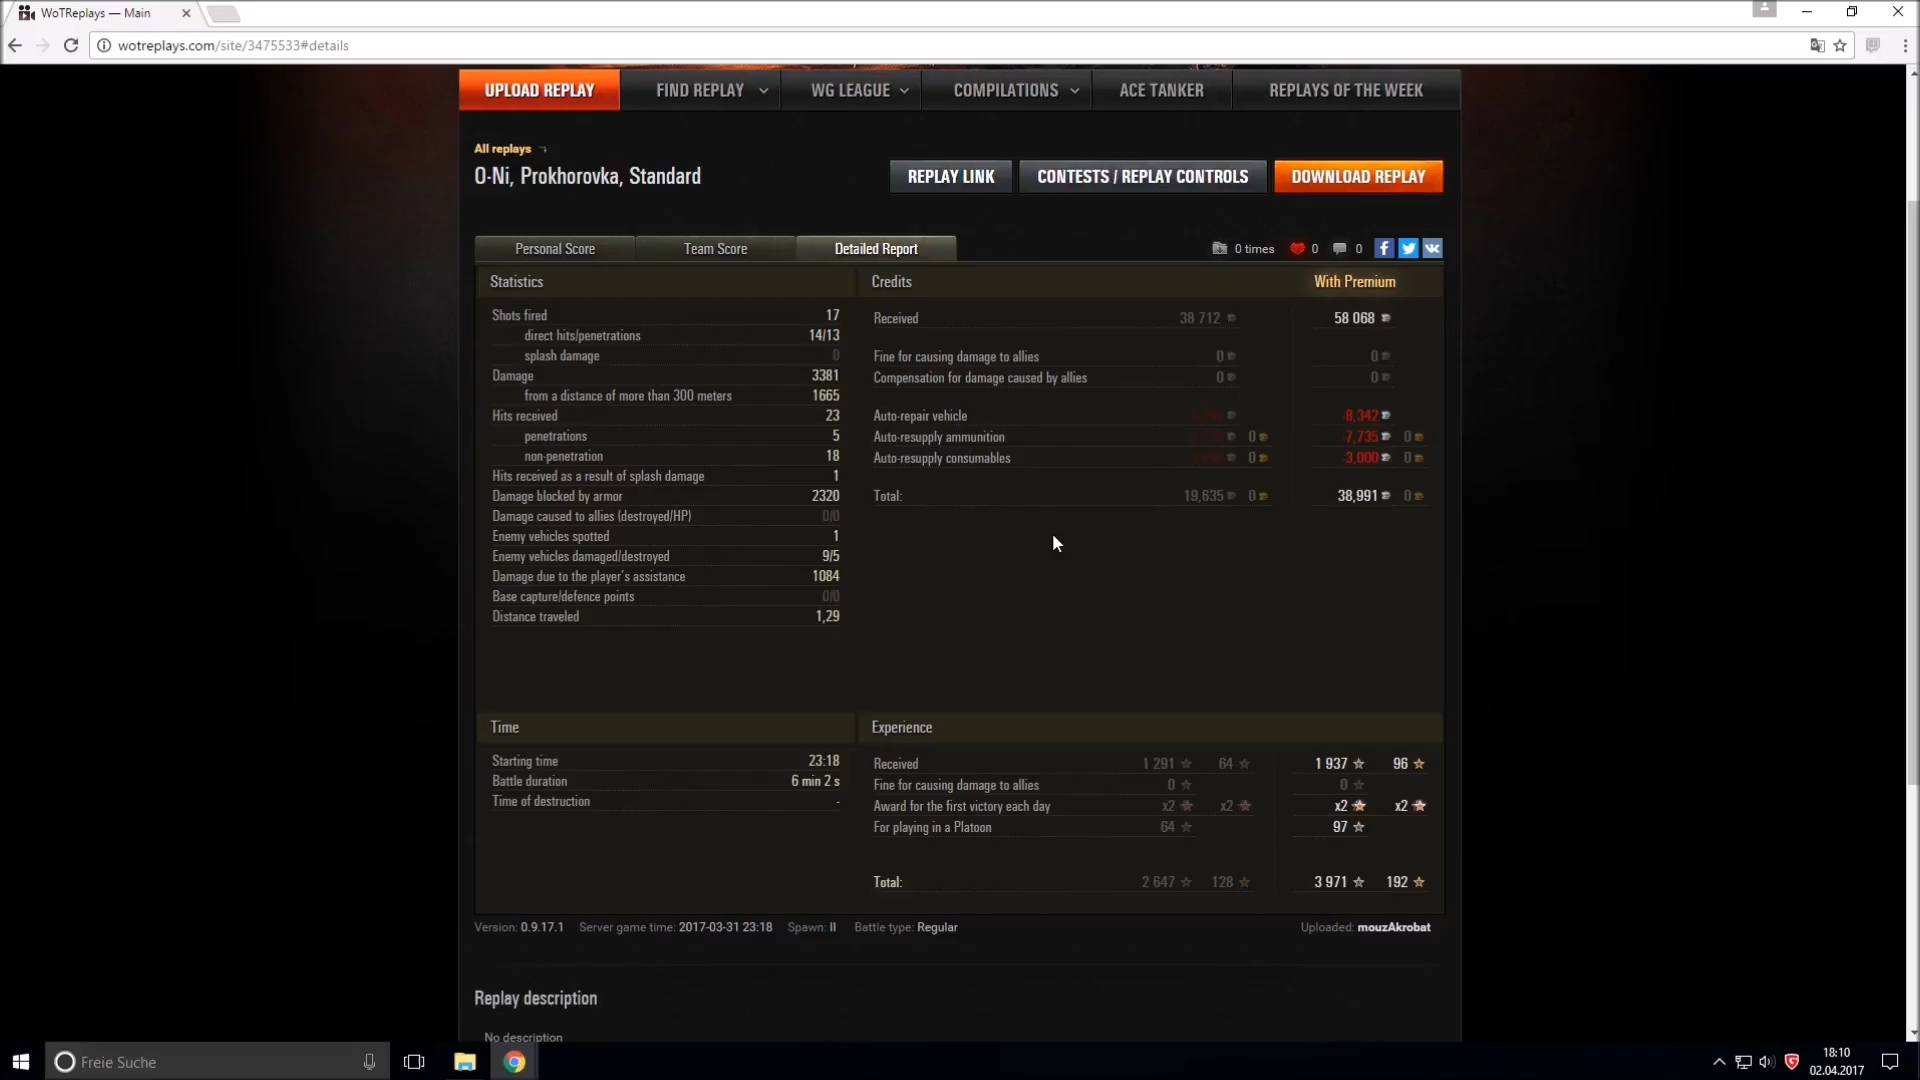 WoTReplays — Main
wotreplays.com/site/3475533#details
UPLOAD REPLAY FIND REPLAY WG LEAGUE COMPILATIONS ACE TANKER REPLAYS OF THE WEEK
All replays
O-Ni, Prokhorovka, Standard
REPLAY LINK CONTESTS / REPLAY CONTROLS DOWNLOAD REPLAY
Personal Score Team Score Detailed Report 0 times 0 0
Statistics
Shots fired 17
direct hits/penetrations 14/13
splash damage 0
Damage 3381
from a distance of more than 300 meters 1665
Hits received 23
penetrations 5
non-penetration 18
Hits received as a result of splash damage 1
Damage blocked by armor 2320
Damage caused to allies (destroyed/HP) 0/0
Enemy vehicles spotted 1
Enemy vehicles damaged/destroyed 9/5
Damage due to the player's assistance 1084
Base capture/defence points 0/0
Distance traveled 1,29
Credits With Premium
Received 38 712 58 068
Fine for causing damage to allies 0 0
Compensation for damage caused by allies 0 0
Auto-repair vehicle -8,342
Auto-resupply ammunition 0 -7,735 0
Auto-resupply consumables 0 -3,000 0
Total: 19,635 0 38,991 0
Time
Starting time 23:18
Battle duration 6 min 2 s
Time of destruction -
Experience
Received 1 291 64 1 937 96
Fine for causing damage to allies 0 0
Award for the first victory each day x2 x2 x2 x2
For playing in a Platoon 64 97
Total: 2 647 128 3 971 192
Version: 0.9.17.1 Server game time: 2017-03-31 23:18 Spawn: II Battle type: Regular Uploaded: mouzAkrobat
Replay description
No description
Freie Suche
18:10
02.04.2017